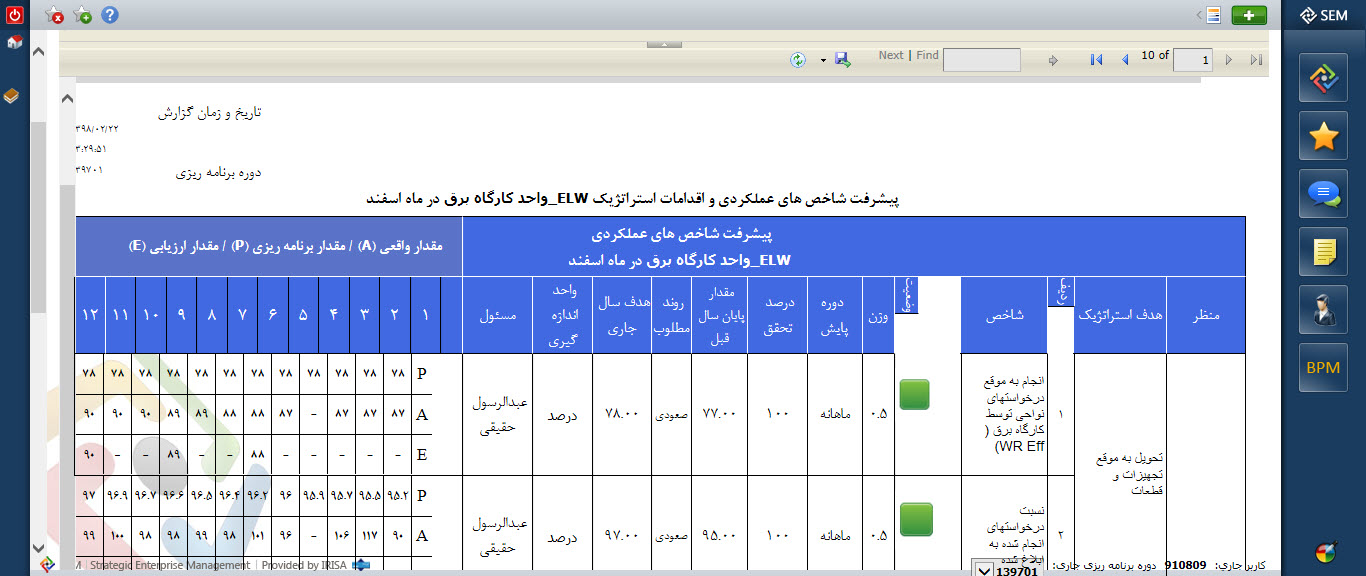 SEM
Next | Find
10 of
1
تاریخ و زمان گزارش
۳۹۸/۰۲/۲۲
۳:۲۹:۵۱
دوره برنامه ریزی
۳۹۷۰۱
پیشرفت شاخص های عملکردی و اقدامات استراتژیک ELW_واحد کارگاه برق در ماه اسفند
پیشرفت شاخص های عملکردی
ELW_واحد کارگاه برق در ماه اسفند
مقدار واقعی (A) / مقدار برنامه ریزی (P) / مقدار ارزیابی (E)
منظر
هدف استراتژیک
ردیف
شاخص
وضعیت
وزن
دوره پایش
درصد تحقق
مقدار پایان سال قبل
روند مطلوب
هدف سال جاری
واحد اندازه گیری
مسئول
۱ ۲ ۳ ۴ ۵ ۶ ۷ ۸ ۹ ۱۰ ۱۱ ۱۲
تحویل به موقع
تجهیزات و
قطعات
۱
انجام به موقع
درخواستهای
نواحی توسط
کارگاه برق (
WR Eff)
۰.۵
ماهانه
۱۰۰
۷۷.۰۰
صعودی
۷۸.۰۰
درصد
عبدالرسول
حقیقی
P ۷۸ ۷۸ ۷۸ ۷۸ ۷۸ ۷۸ ۷۸ ۷۸ ۷۸ ۷۸ ۷۸ ۷۸
A ۸۷ ۸۷ ۸۷ - ۸۷ ۸۸ ۸۸ ۸۹ ۸۹ ۹۰ ۹۰ ۹۰
E - - - - - ۸۸ - - ۸۹ - - ۹۰
۲
نسبت
درخواستهای
انجام شده به
ابلاغ شده
۰.۵
ماهانه
۱۰۰
۹۵.۰۰
صعودی
۹۷.۰۰
درصد
عبدالرسول
حقیقی
P ۹۵.۲ ۹۵.۵ ۹۵.۷ ۹۵.۹ ۹۶ ۹۶.۲ ۹۶.۴ ۹۶.۵ ۹۶.۶ ۹۶.۷ ۹۶.۹ ۹۷
A ۹۰ ۱۱۷ ۱۰۶ - ۹۶ ۱۰۱ ۹۸ ۹۹ ۹۸ ۹۸ ۱۰۰ ۹۹
BPM
کاربر جاری: 910809 دوره برنامه ریزی جاری: 139701
Strategic Enterprise Management | Provided by IRISA